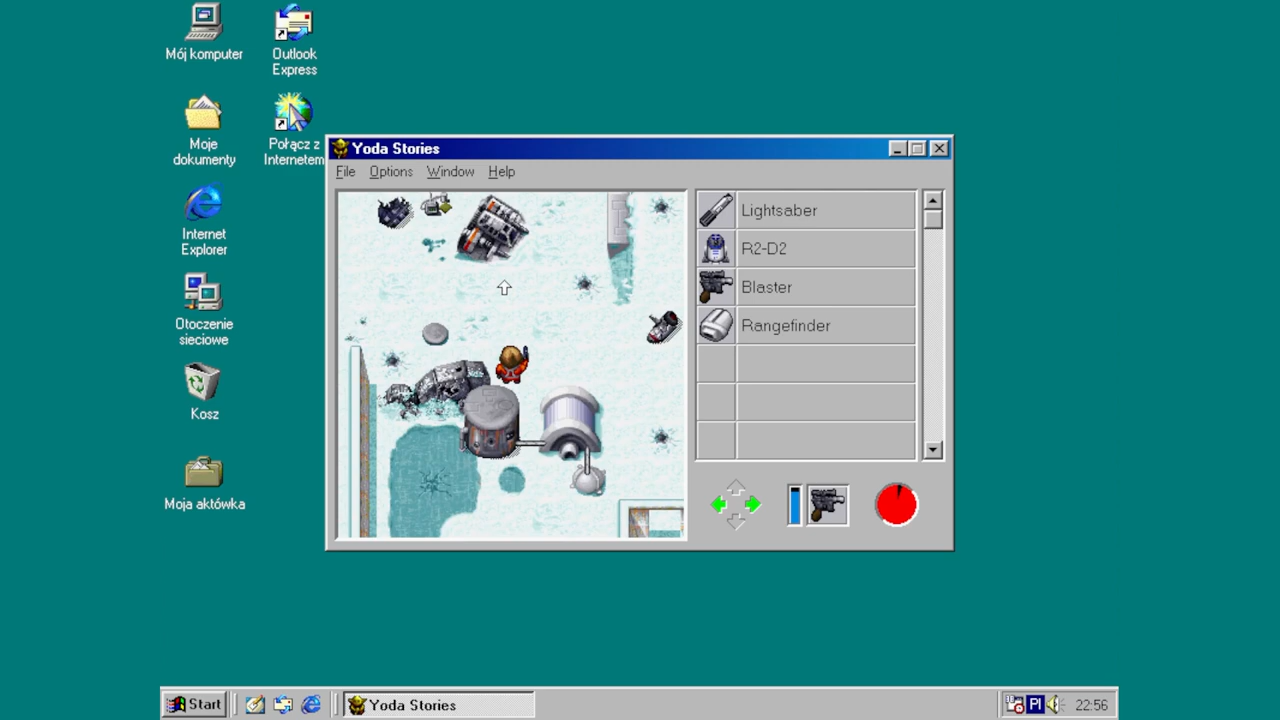 Mój komputer
Outlook
Express
Moje
dokumenty
Połącz z
Internetem
Internet
Explorer
Otoczenie
sieciowe
Kosz
Moja aktówka
Yoda Stories
File Options Window Help
Lightsaber
R2-D2
Blaster
Rangefinder
Start
Yoda Stories
Pl
22:56